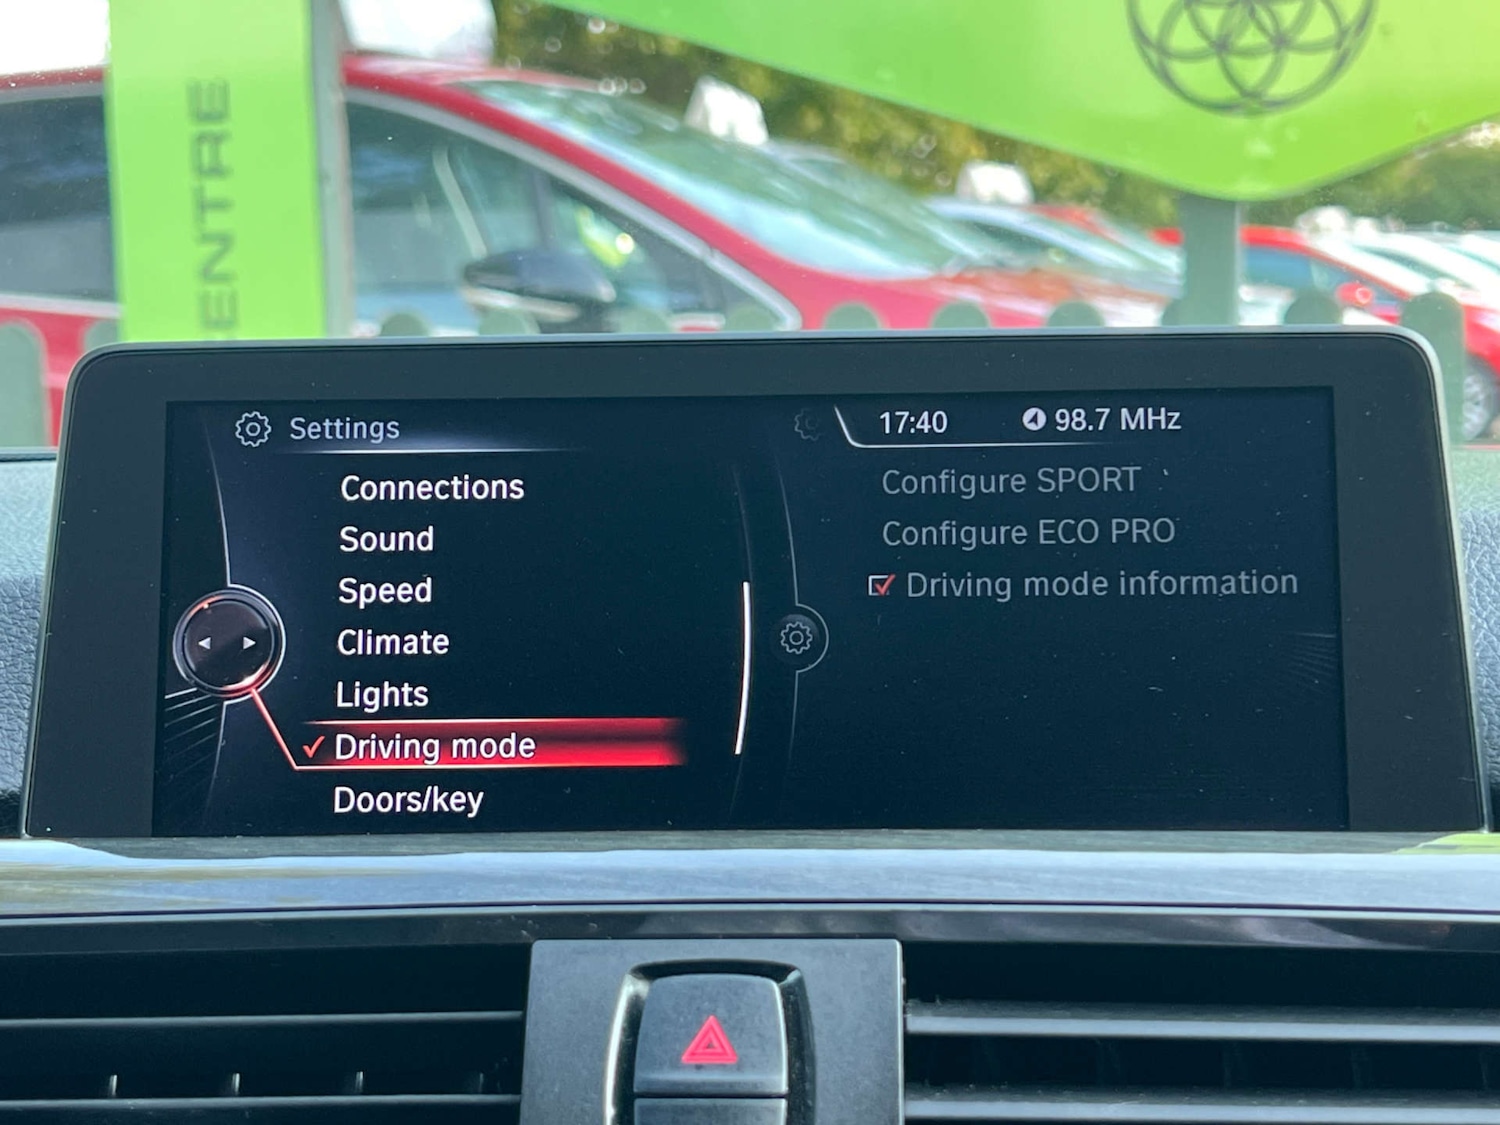 ENTRE
Settings
17:40
98.7 MHz
Connections
Sound
Speed
Climate
Lights
Driving mode
Doors/key
Configure SPORT
Configure ECO PRO
Driving mode information